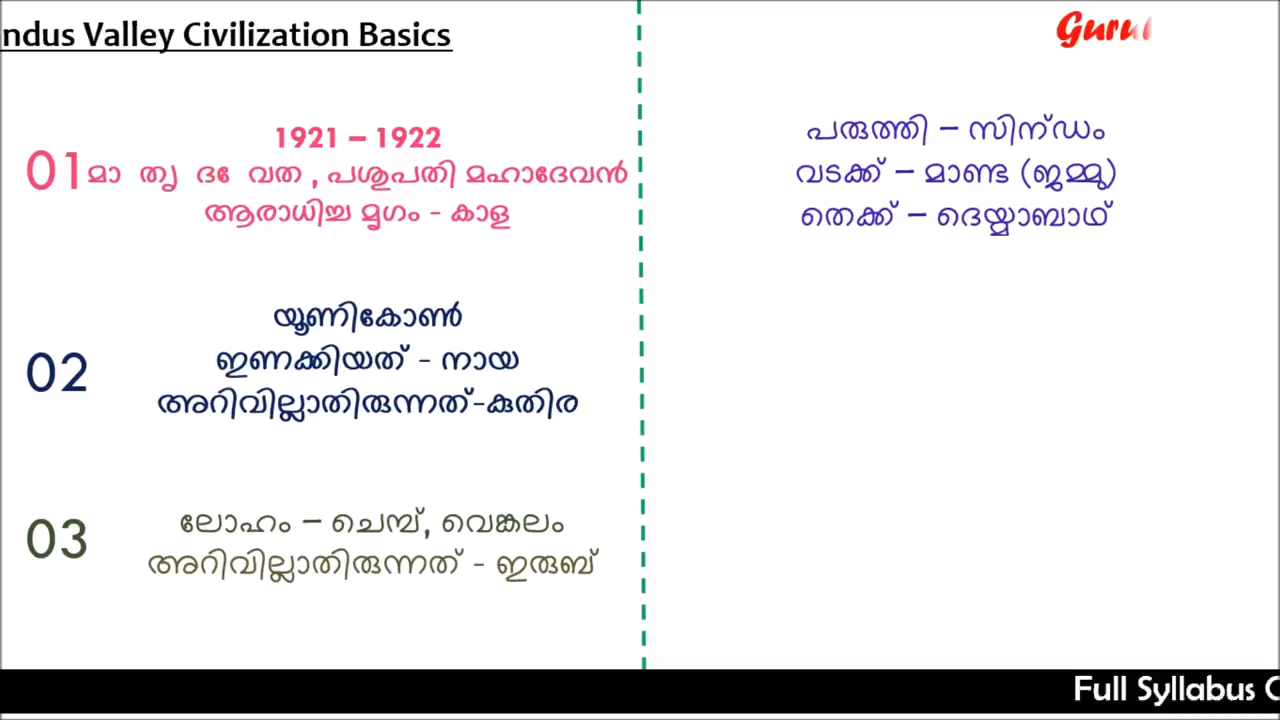 ndus Valley Civilization Basics
01
1921 – 1922
മാ തൃ ദേ വത , പശുപതി മഹാദേവൻ
ആരാധിച്ച മൃഗം - കാള
02
യൂണികോൺ
ഇണക്കിയത് - നായ
അറിവില്ലാതിരുന്നത്-കുതിര
03
ലോഹം – ചെമ്പ്, വെങ്കലം
അറിവില്ലാതിരുന്നത് - ഇരുബ്
പരുത്തി – സിന്ഡം
വടക്ക് – മാണ്ട (ജമ്മു)
തെക്ക് – ദെയ്മാബാഥ്
Full Syllabus